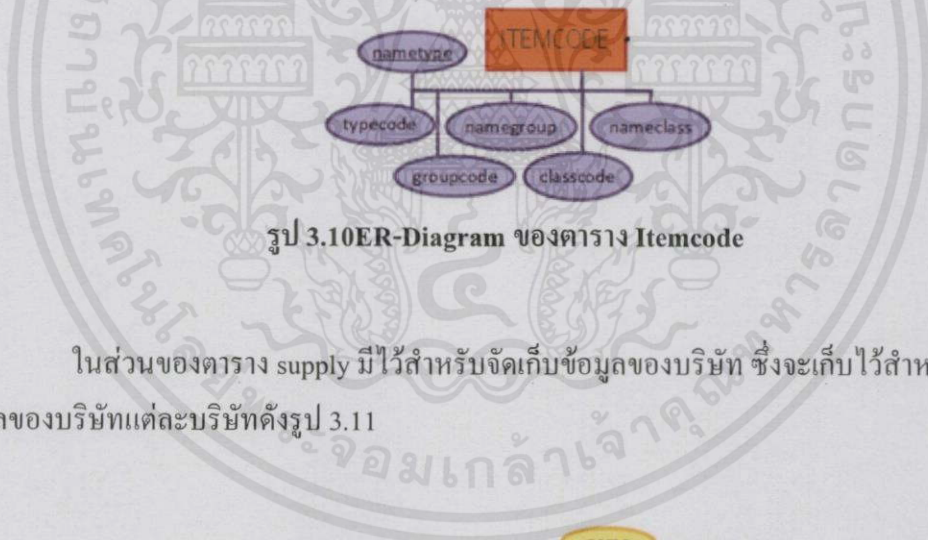 ITEMCODE
nametype
typecode namegroup nameclass
groupcode classcode
รูป 3.10ER-Diagram ของตาราง Itemcode
ในส่วนของตาราง supply มีไว้สำหรับจัดเก็บข้อมูลของบริษัท ซึ่งจะเก็บไว้สำห
ของบริษัทแต่ละบริษัทดังรูป 3.11